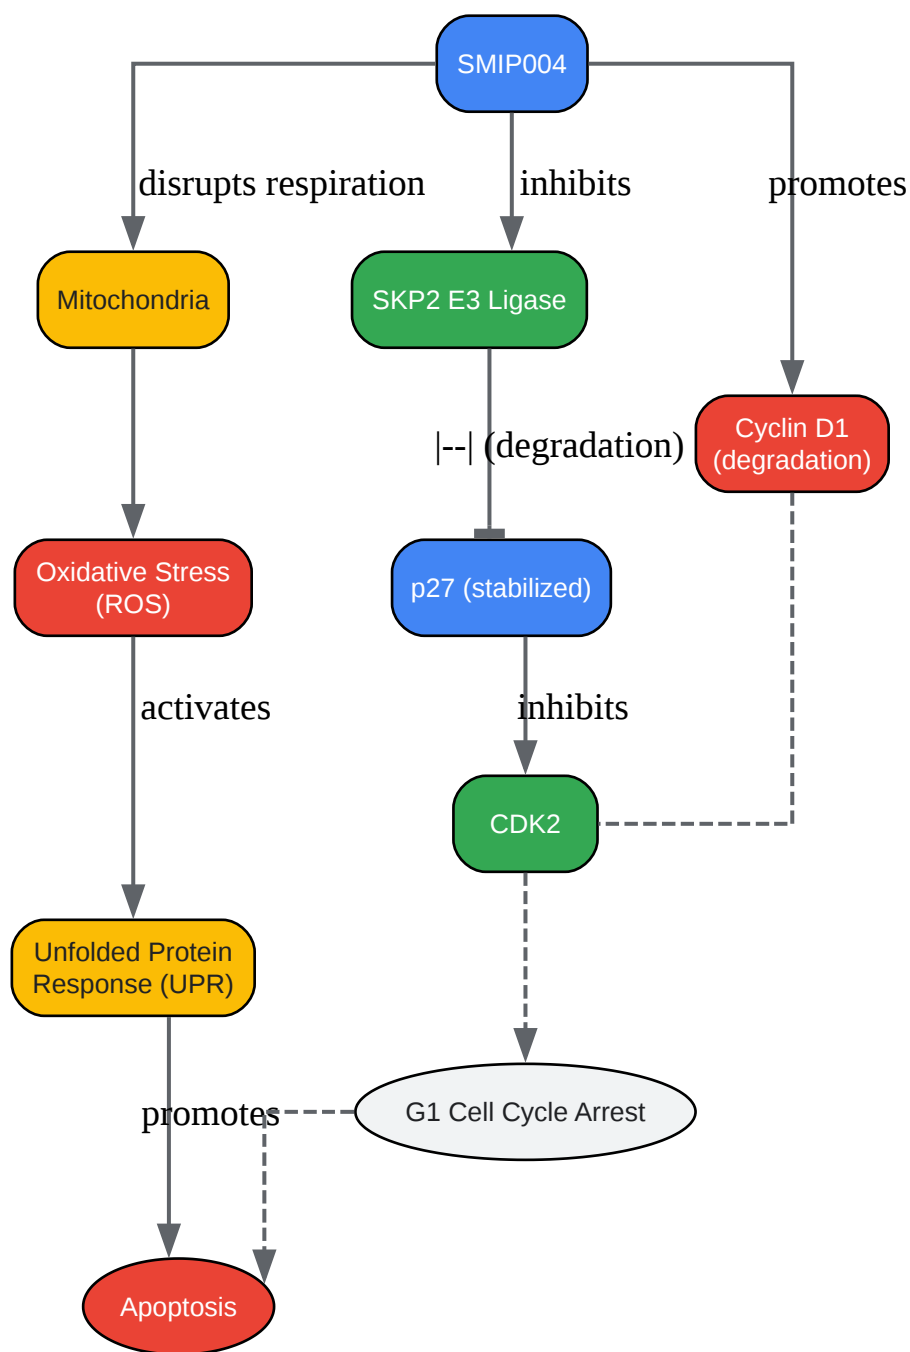 SMIP004
disrupts respiration
inhibits
promotes
Mitochondria
SKP2 E3 Ligase
Cyclin D1
(degradation)
|--| (degradation)
Oxidative Stress
(ROS)
p27 (stabilized)
activates
inhibits
CDK2
Unfolded Protein
Response (UPR)
promotes
G1 Cell Cycle Arrest
Apoptosis